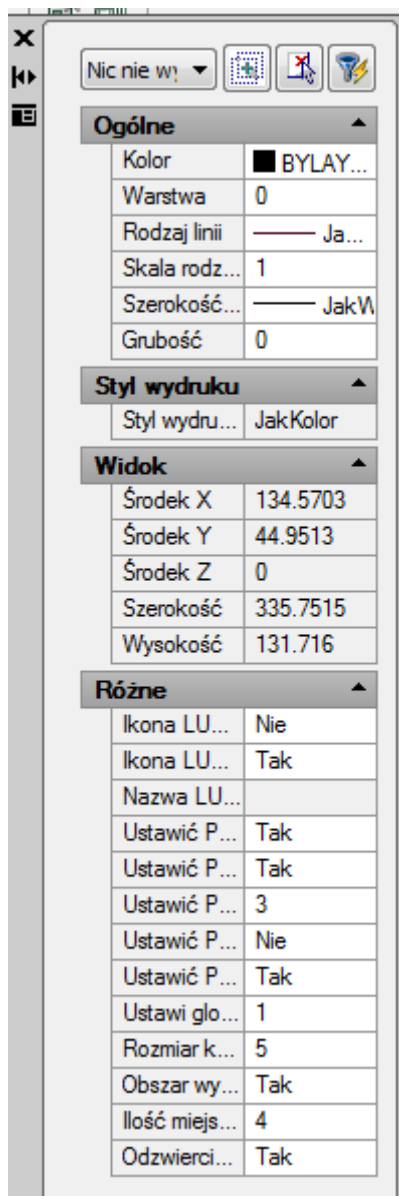 Nic nie wy
Ogólne
Kolor BYLAY...
Warstwa 0
Rodzaj linii Ja...
Skala rodz... 1
Szerokość... JakW
Grubość 0
Styl wydruku
Styl wydru... JakKolor
Widok
Środek X 134.5703
Środek Y 44.9513
Środek Z 0
Szerokość 335.7515
Wysokość 131.716
Różne
Ikona LU... Nie
Ikona LU... Tak
Nazwa LU...
Ustawić P... Tak
Ustawić P... Tak
Ustawić P... 3
Ustawić P... Nie
Ustawić P... Tak
Ustawi glo... 1
Rozmiar k... 5
Obszar wy... Tak
Ilość miejs... 4
Odzwierci... Tak